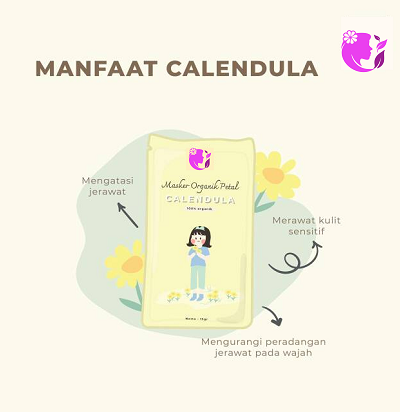 MANFAAT CALENDULA
Mengatasi
jerawat
Masker Organik Petal
CALENDULA
100% organik
Merawat kulit
sensitif
Mengurangi peradangan
jerawat pada wajah